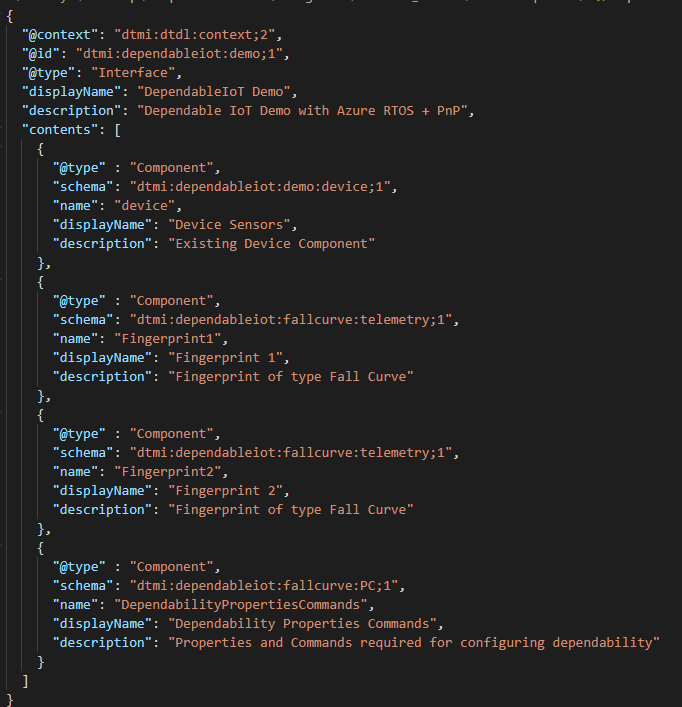 {
  "@context": "dtmi:dtdl:context;2",
  "@id": "dtmi:dependableiot:demo;1",
  "@type": "Interface",
  "displayName": "DependableIoT Demo",
  "description": "Dependable IoT Demo with Azure RTOS + PnP",
  "contents": [
    {
      "@type" : "Component",
      "schema": "dtmi:dependableiot:demo:device;1",
      "name": "device",
      "displayName": "Device Sensors",
      "description": "Existing Device Component"
    },
    {
      "@type" : "Component",
      "schema": "dtmi:dependableiot:fallcurve:telemetry;1",
      "name": "Fingerprint1",
      "displayName": "Fingerprint 1",
      "description": "Fingerprint of type Fall Curve"
    },
    {
      "@type" : "Component",
      "schema": "dtmi:dependableiot:fallcurve:telemetry;1",
      "name": "Fingerprint2",
      "displayName": "Fingerprint 2",
      "description": "Fingerprint of type Fall Curve"
    },
    {
      "@type" : "Component",
      "schema": "dtmi:dependableiot:fallcurve:PC;1",
      "name": "DependabilityPropertiesCommands",
      "displayName": "Dependability Properties Commands",
      "description": "Properties and Commands required for configuring dependability"
    }
  ]
}